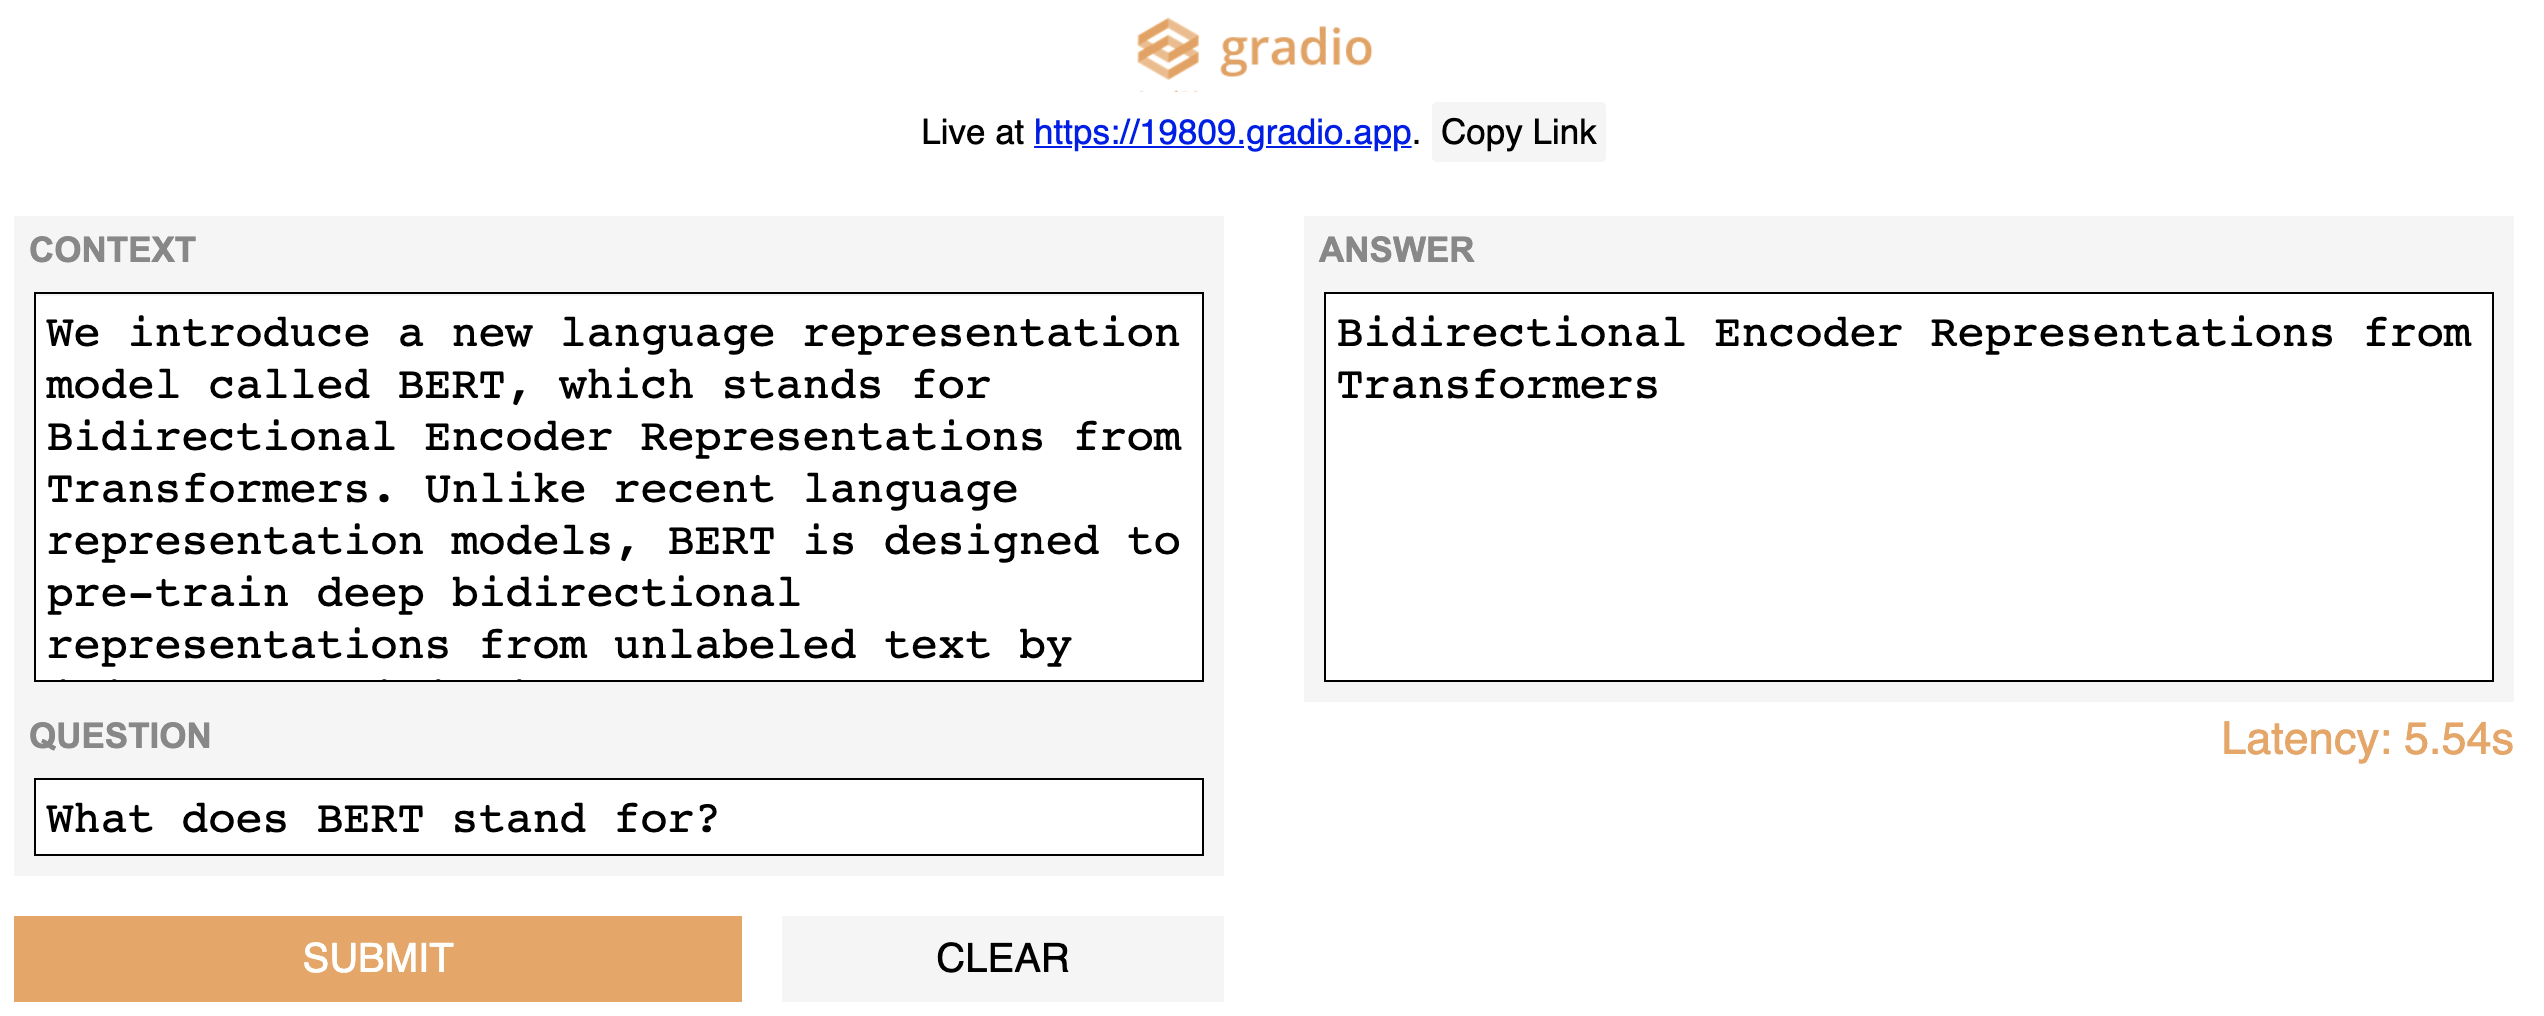 gradio
Live at https://19809.gradio.app. Copy Link
CONTEXT
We introduce a new language representation
model called BERT, which stands for
Bidirectional Encoder Representations from
Transformers. Unlike recent language
representation models, BERT is designed to
pre-train deep bidirectional
representations from unlabeled text by
QUESTION
What does BERT stand for?
SUBMIT
CLEAR
ANSWER
Bidirectional Encoder Representations from
Transformers
Latency: 5.54s